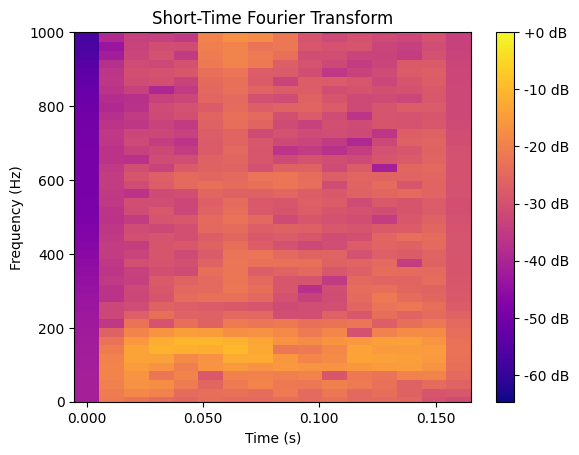 Short-Time Fourier Transform
1000
800
600
400
200
0
Frequency (Hz)
0.000
0.050
0.100
0.150
Time (s)
+0 dB
-10 dB
-20 dB
-30 dB
-40 dB
-50 dB
-60 dB